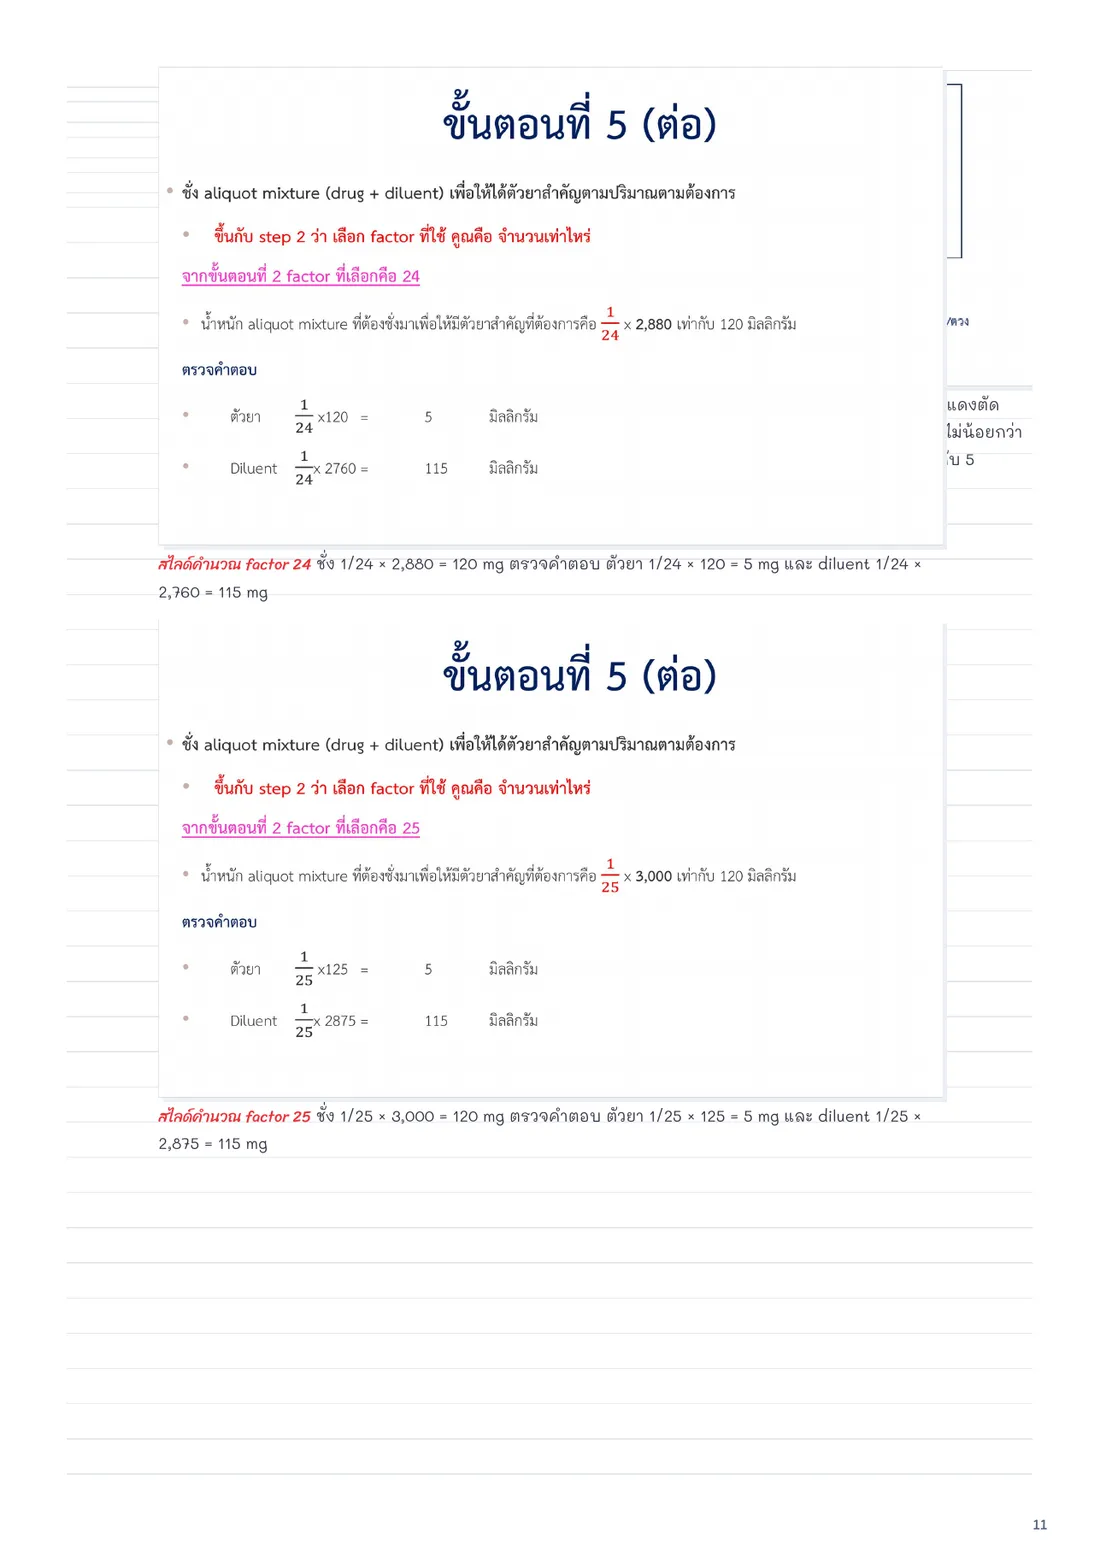 ขั้นตอนที่ 5 (ต่อ)
• ชั่ง aliquot mixture (drug + diluent) เพื่อให้ได้ตัวยาสำคัญตามปริมาณตามต้องการ
• ขึ้นกับ step 2 ว่า เลือก factor ที่ใช้ คูณคือ จำนวนเท่าไหร่
จากขั้นตอนที่ 2 factor ที่เลือกคือ 24
• น้ำหนัก aliquot mixture ที่ต้องชั่งมาเพื่อให้มีตัวยาสำคัญที่ต้องการคือ 1/24 x 2,880 เท่ากับ 120 มิลลิกรัม
/ตวง
ตรวจคำตอบ
แดงตัด
• ตัวยา 1/24 x120 = 5 มิลลิกรัม
ไม่น้อยกว่า
• Diluent 1/24 x 2760 = 115 มิลลิกรัม
ับ 5
สไลด์คำนวณ factor 24 ชั่ง 1/24 × 2,880 = 120 mg ตรวจคำตอบ ตัวยา 1/24 × 120 = 5 mg และ diluent 1/24 ×
2,760 = 115 mg
ขั้นตอนที่ 5 (ต่อ)
• ชั่ง aliquot mixture (drug + diluent) เพื่อให้ได้ตัวยาสำคัญตามปริมาณตามต้องการ
• ขึ้นกับ step 2 ว่า เลือก factor ที่ใช้ คูณคือ จำนวนเท่าไหร่
จากขั้นตอนที่ 2 factor ที่เลือกคือ 25
• น้ำหนัก aliquot mixture ที่ต้องชั่งมาเพื่อให้มีตัวยาสำคัญที่ต้องการคือ 1/25 x 3,000 เท่ากับ 120 มิลลิกรัม
ตรวจคำตอบ
• ตัวยา 1/25 x125 = 5 มิลลิกรัม
• Diluent 1/25 x 2875 = 115 มิลลิกรัม
สไลด์คำนวณ factor 25 ชั่ง 1/25 × 3,000 = 120 mg ตรวจคำตอบ ตัวยา 1/25 × 125 = 5 mg และ diluent 1/25 ×
2,875 = 115 mg
11